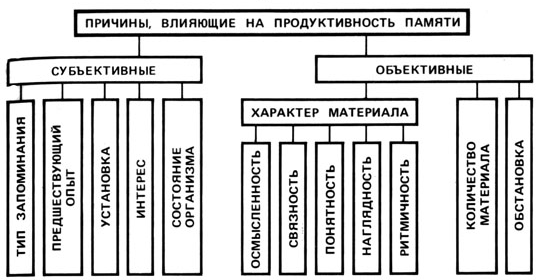 ПРИЧИНЫ, ВЛИЯЮЩИЕ НА ПРОДУКТИВНОСТЬ ПАМЯТИ
СУБЪЕКТИВНЫЕ
ОБЪЕКТИВНЫЕ
ТИП ЗАПОМИНАНИЯ
ПРЕДШЕСТВУЮЩИЙ
ОПЫТ
УСТАНОВКА
ИНТЕРЕС
СОСТОЯНИЕ
ОРГАНИЗМА
ХАРАКТЕР МАТЕРИАЛА
ОСМЫСЛЕННОСТЬ
СВЯЗНОСТЬ
ПОНЯТНОСТЬ
НАГЛЯДНОСТЬ
РИТМИЧНОСТЬ
КОЛИЧЕСТВО
МАТЕРИАЛА
ОБСТАНОВКА